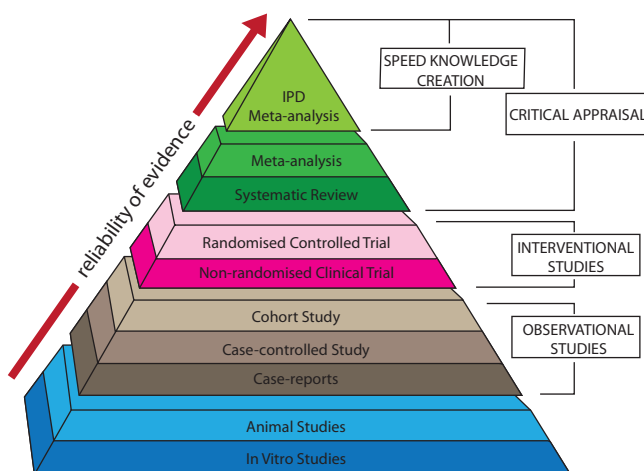 SPEED KNOWLEDGE
CREATION
IPD
Meta-analysis
CRITICAL APPRAISAL
reliability of evidence
Meta-analysis
Systematic Review
Randomised Controlled Trial
INTERVENTIONAL
STUDIES
Non-randomised Clinical Trial
Cohort Study
OBSERVATIONAL
STUDIES
Case-controlled Study
Case-reports
Animal Studies
In Vitro Studies